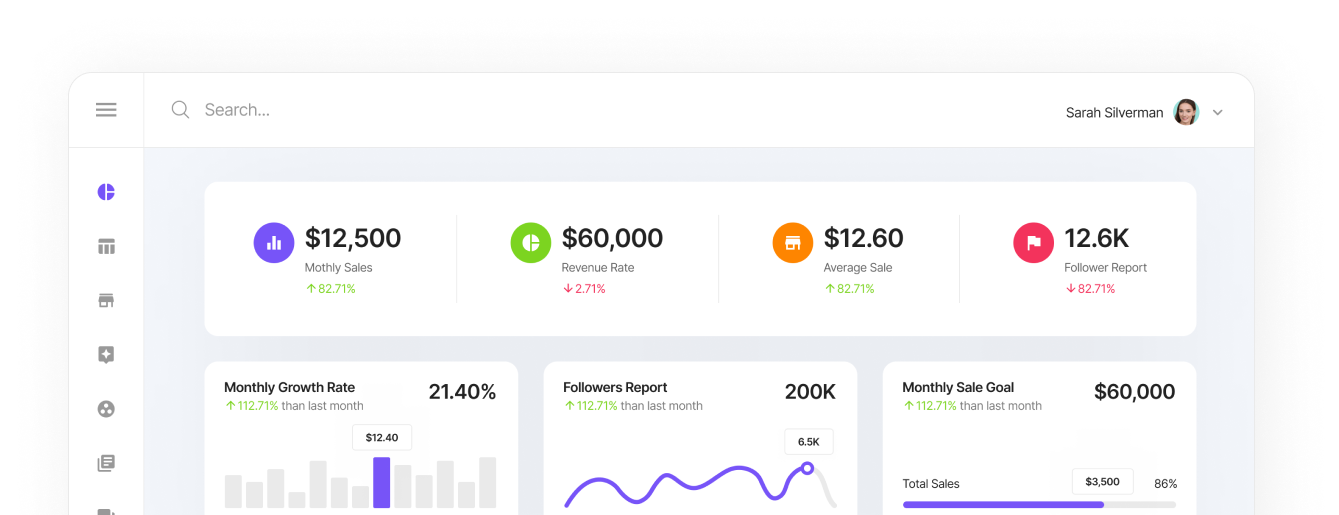 Search...
Sarah Silverman
$12,500
Mothly Sales
↑ 82.71%
$60,000
Revenue Rate
↓ 2.71%
$12.60
Average Sale
↑ 82.71%
12.6K
Follower Report
↓ 82.71%
Monthly Growth Rate
21.40%
↑ 112.71% than last month
$12.40
Followers Report
200K
↑ 112.71% than last month
6.5K
Monthly Sale Goal
$60,000
↑ 112.71% than last month
Total Sales
$3,500
86%